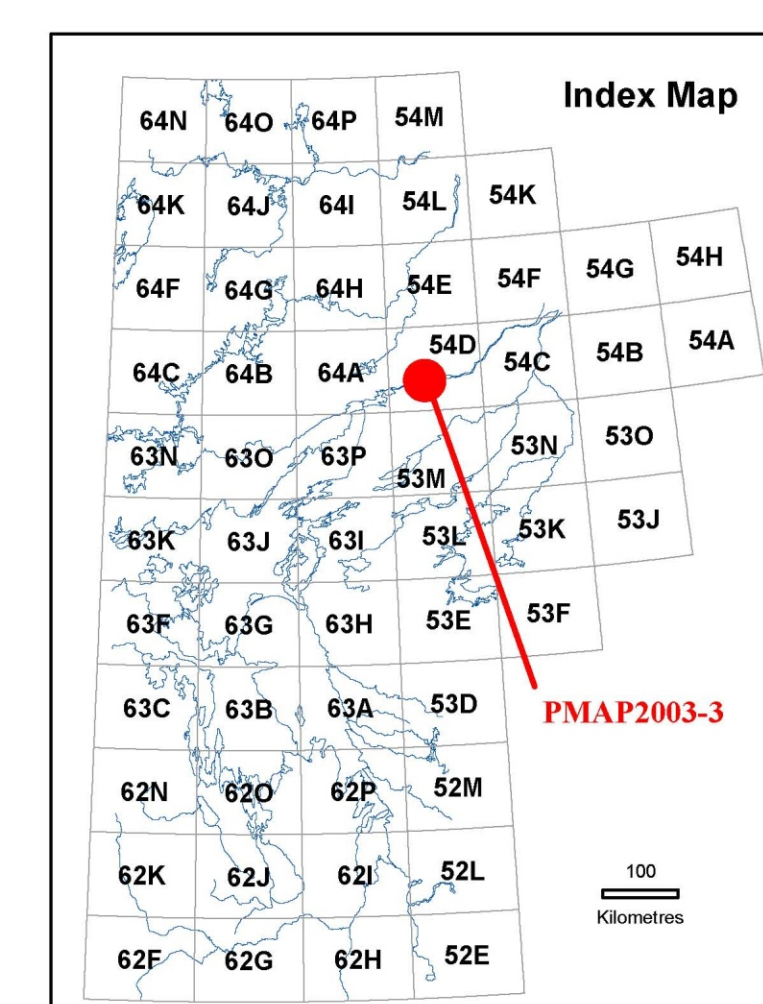 Index Map
64N 64O 64P 54M
64K 64J 64I 54L 54K
64F 64G 64H 54E 54F 54G 54H
64C 64B 64A 54D 54C 54B 54A
63N 63O 63P 53M 53N 53O
63K 63J 63I 53L 53K 53J
63F 63G 63H 53E 53F
63C 63B 63A 53D
PMAP2003-3
62N 62O 62P 52M
62K 62J 62I 52L
100
Kilometres
62F 62G 62H 52E